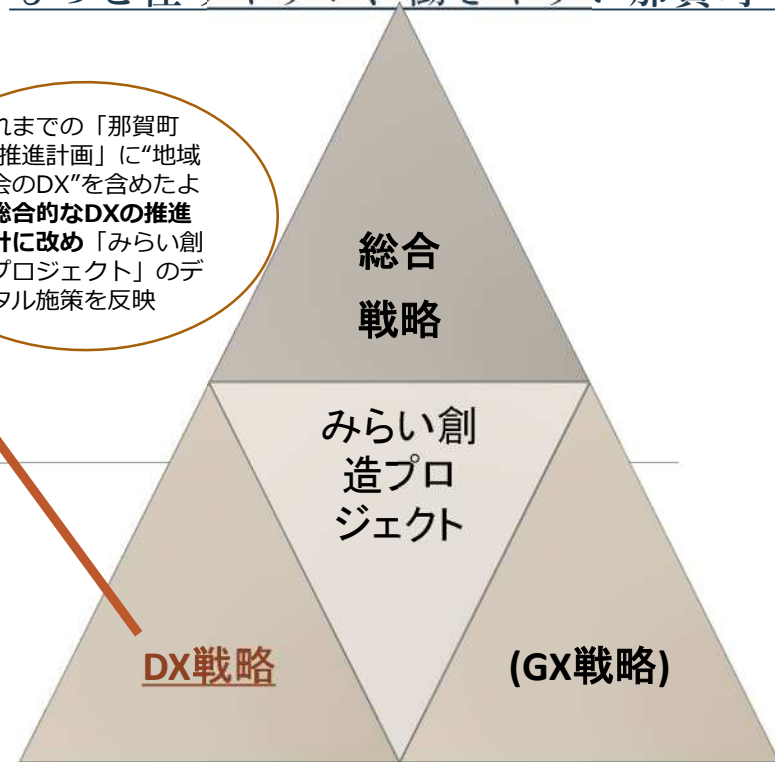 れまでの「那賀町
推進計画」に“地域
会のDX”を含めたよ
総合的なDXの推進
計に改め「みらい創
プロジェクト」のデ
タル施策を反映
総合
戦略
みらい創
造プロ
ジェクト
DX戦略
(GX戦略)